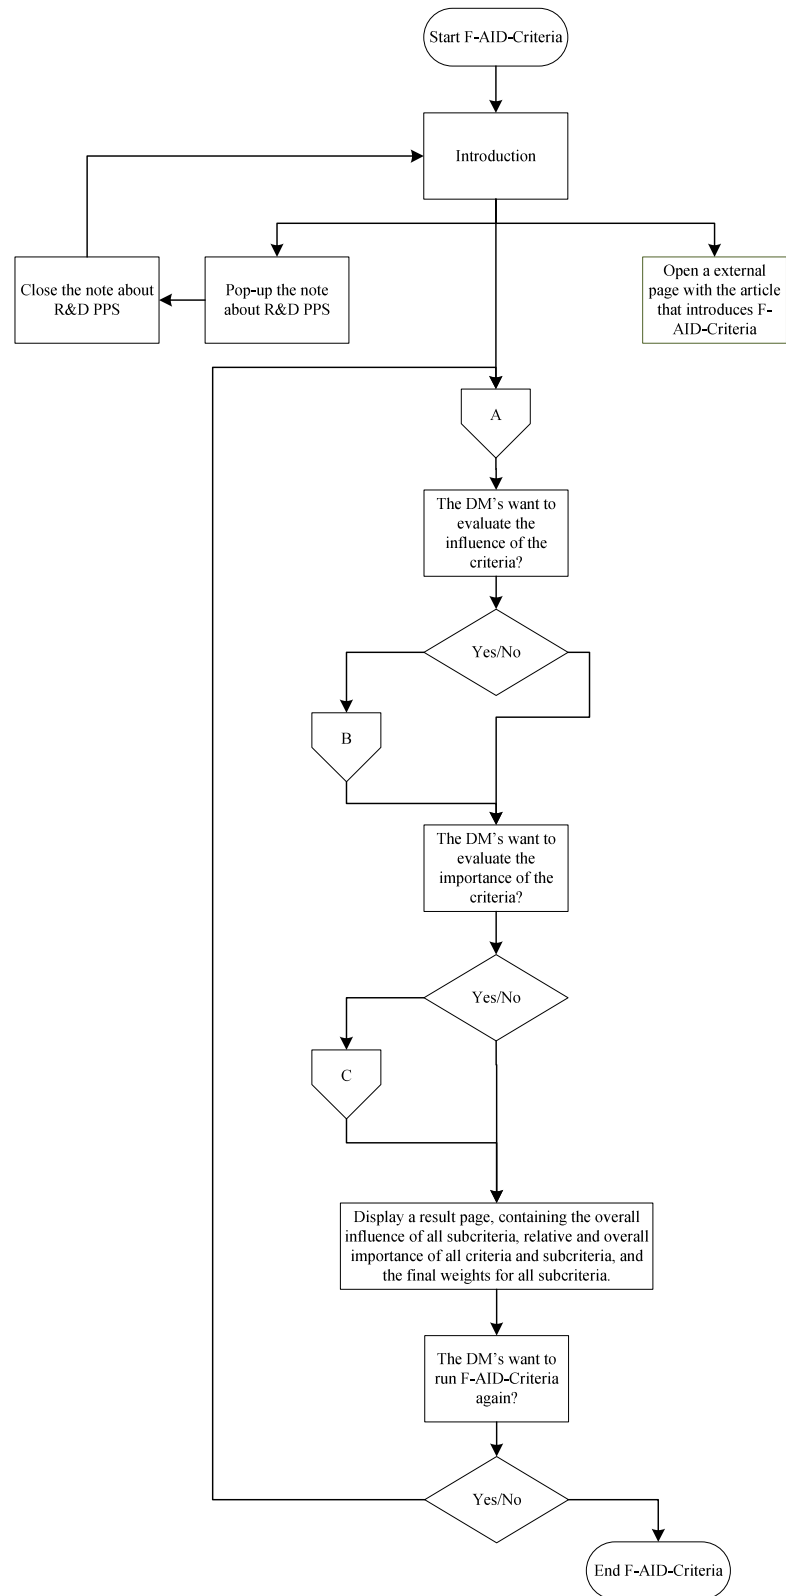 Start F-AID-Criteria
Introduction
Close the note about
R&D PPS
Pop-up the note
about R&D PPS
Open a external
page with the article
that introduces F-
AID-Criteria
A
The DM's want to
evaluate the
influence of the
criteria?
Yes/No
B
The DM's want to
evaluate the
importance of the
criteria?
Yes/No
C
Display a result page, containing the overall
influence of all subcriteria, relative and overall
importance of all criteria and subcriteria, and
the final weights for all subcriteria.
The DM's want to
run F-AID-Criteria
again?
Yes/No
End F-AID-Criteria